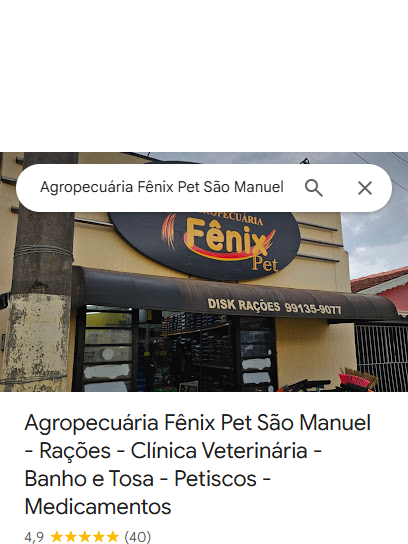 Agropecuária Fênix Pet São Manuel
AGROPECUÁRIA
Fênix
Pet
DISK RAÇÕES 99135-9077
Agropecuária Fênix Pet São Manuel
- Rações - Clínica Veterinária -
Banho e Tosa - Petiscos -
Medicamentos
4,9 ★★★★★ (40)